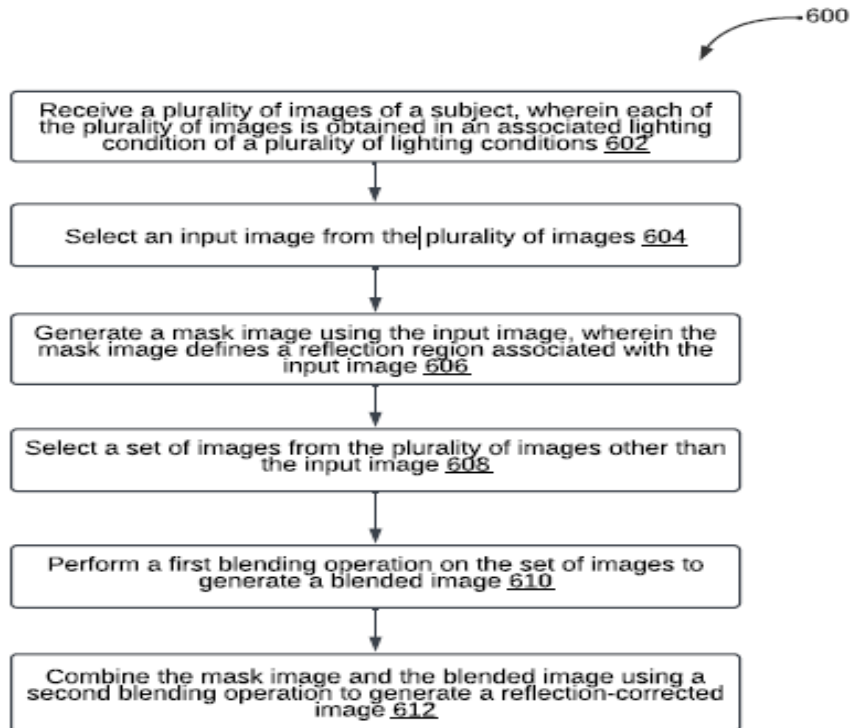 600
Receive a plurality of images of a subject, wherein each of
the plurality of images is obtained in an associated lighting
condition of a plurality of lighting conditions 602
Select an input image from the plurality of images 604
Generate a mask image using the input image, wherein the
mask image defines a reflection region associated with the
input image 606
Select a set of images from the plurality of images other than
the input image 608
Perform a first blending operation on the set of images to
generate a blended image 610
Combine the mask image and the blended image using a
second blending operation to generate a reflection-corrected
image 612